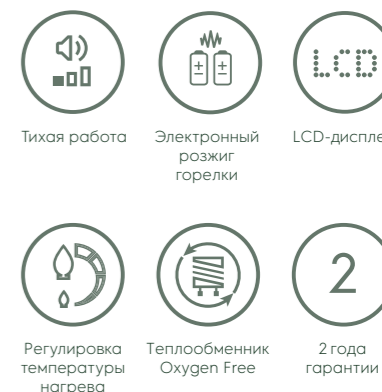 LCD
Тихая работа
Электронный
розжиг
горелки
LCD-диспле
2
Регулировка
температуры
нагрева
Теплообменник
Oxygen Free
2 года
гарантии